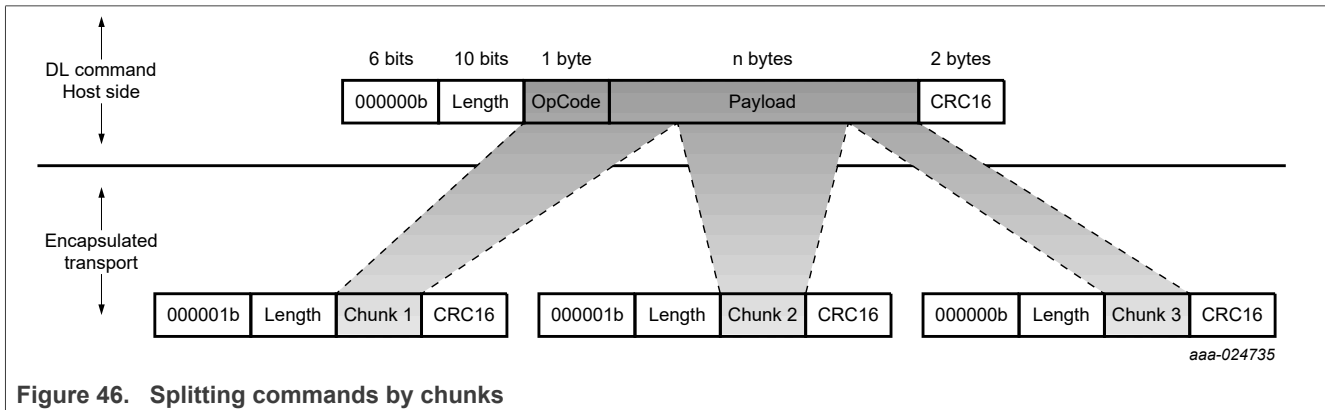 DL command
Host side
6 bits 10 bits 1 byte n bytes 2 bytes
000000b Length OpCode Payload CRC16
Encapsulated
transport
000001b Length Chunk 1 CRC16 000001b Length Chunk 2 CRC16 000000b Length Chunk 3 CRC16
aaa-024735
Figure 46. Splitting commands by chunks